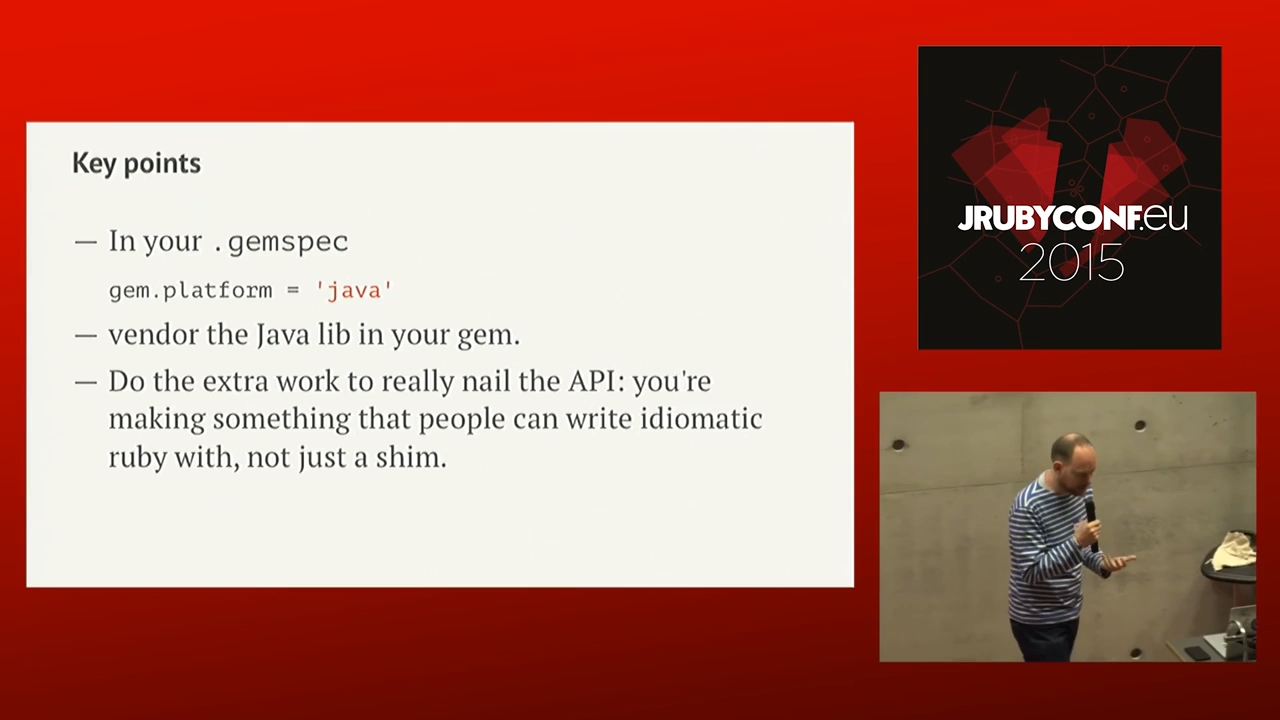 Key points
— In your .gemspec
gem.platform = 'java'
— vendor the Java lib in your gem.
— Do the extra work to really nail the API: you're
making something that people can write idiomatic
ruby with, not just a shim.
JRUBYCONF.eu
2015